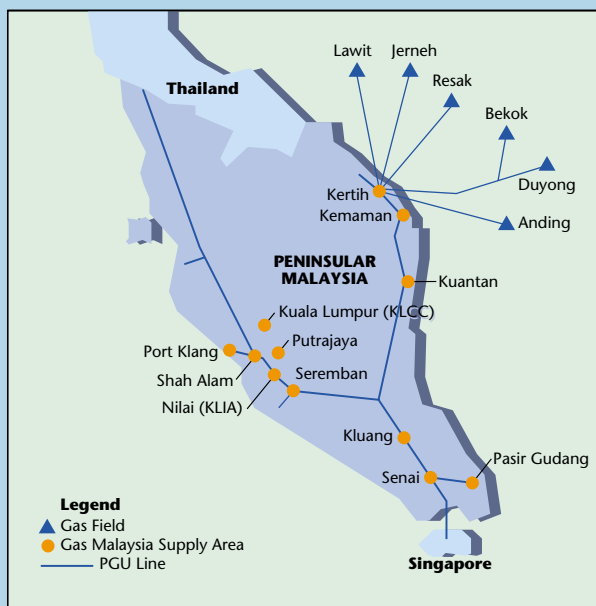 Lawit
Jerneh
Thailand
Resak
Bekok
Duyong
Kertih
Kemaman
Anding
PENINSULAR
MALAYSIA
Kuantan
Kuala Lumpur (KLCC)
Putrajaya
Port Klang
Shah Alam
Seremban
Nilai (KLIA)
Kluang
Pasir Gudang
Senai
Legend
Gas Field
Gas Malaysia Supply Area
PGU Line
Singapore